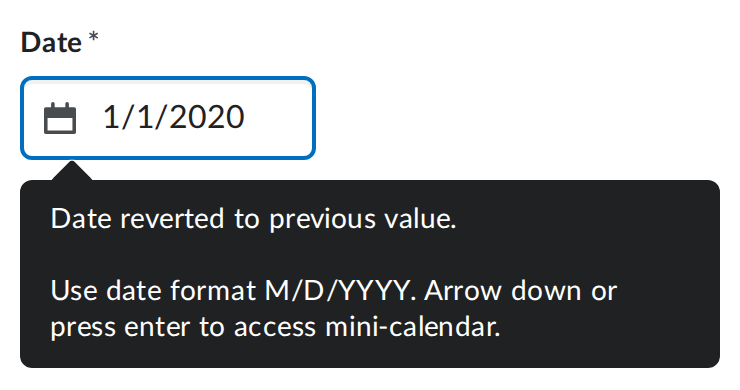 Date *
1/1/2020
Date reverted to previous value.
Use date format M/D/YYYY. Arrow down or
press enter to access mini-calendar.